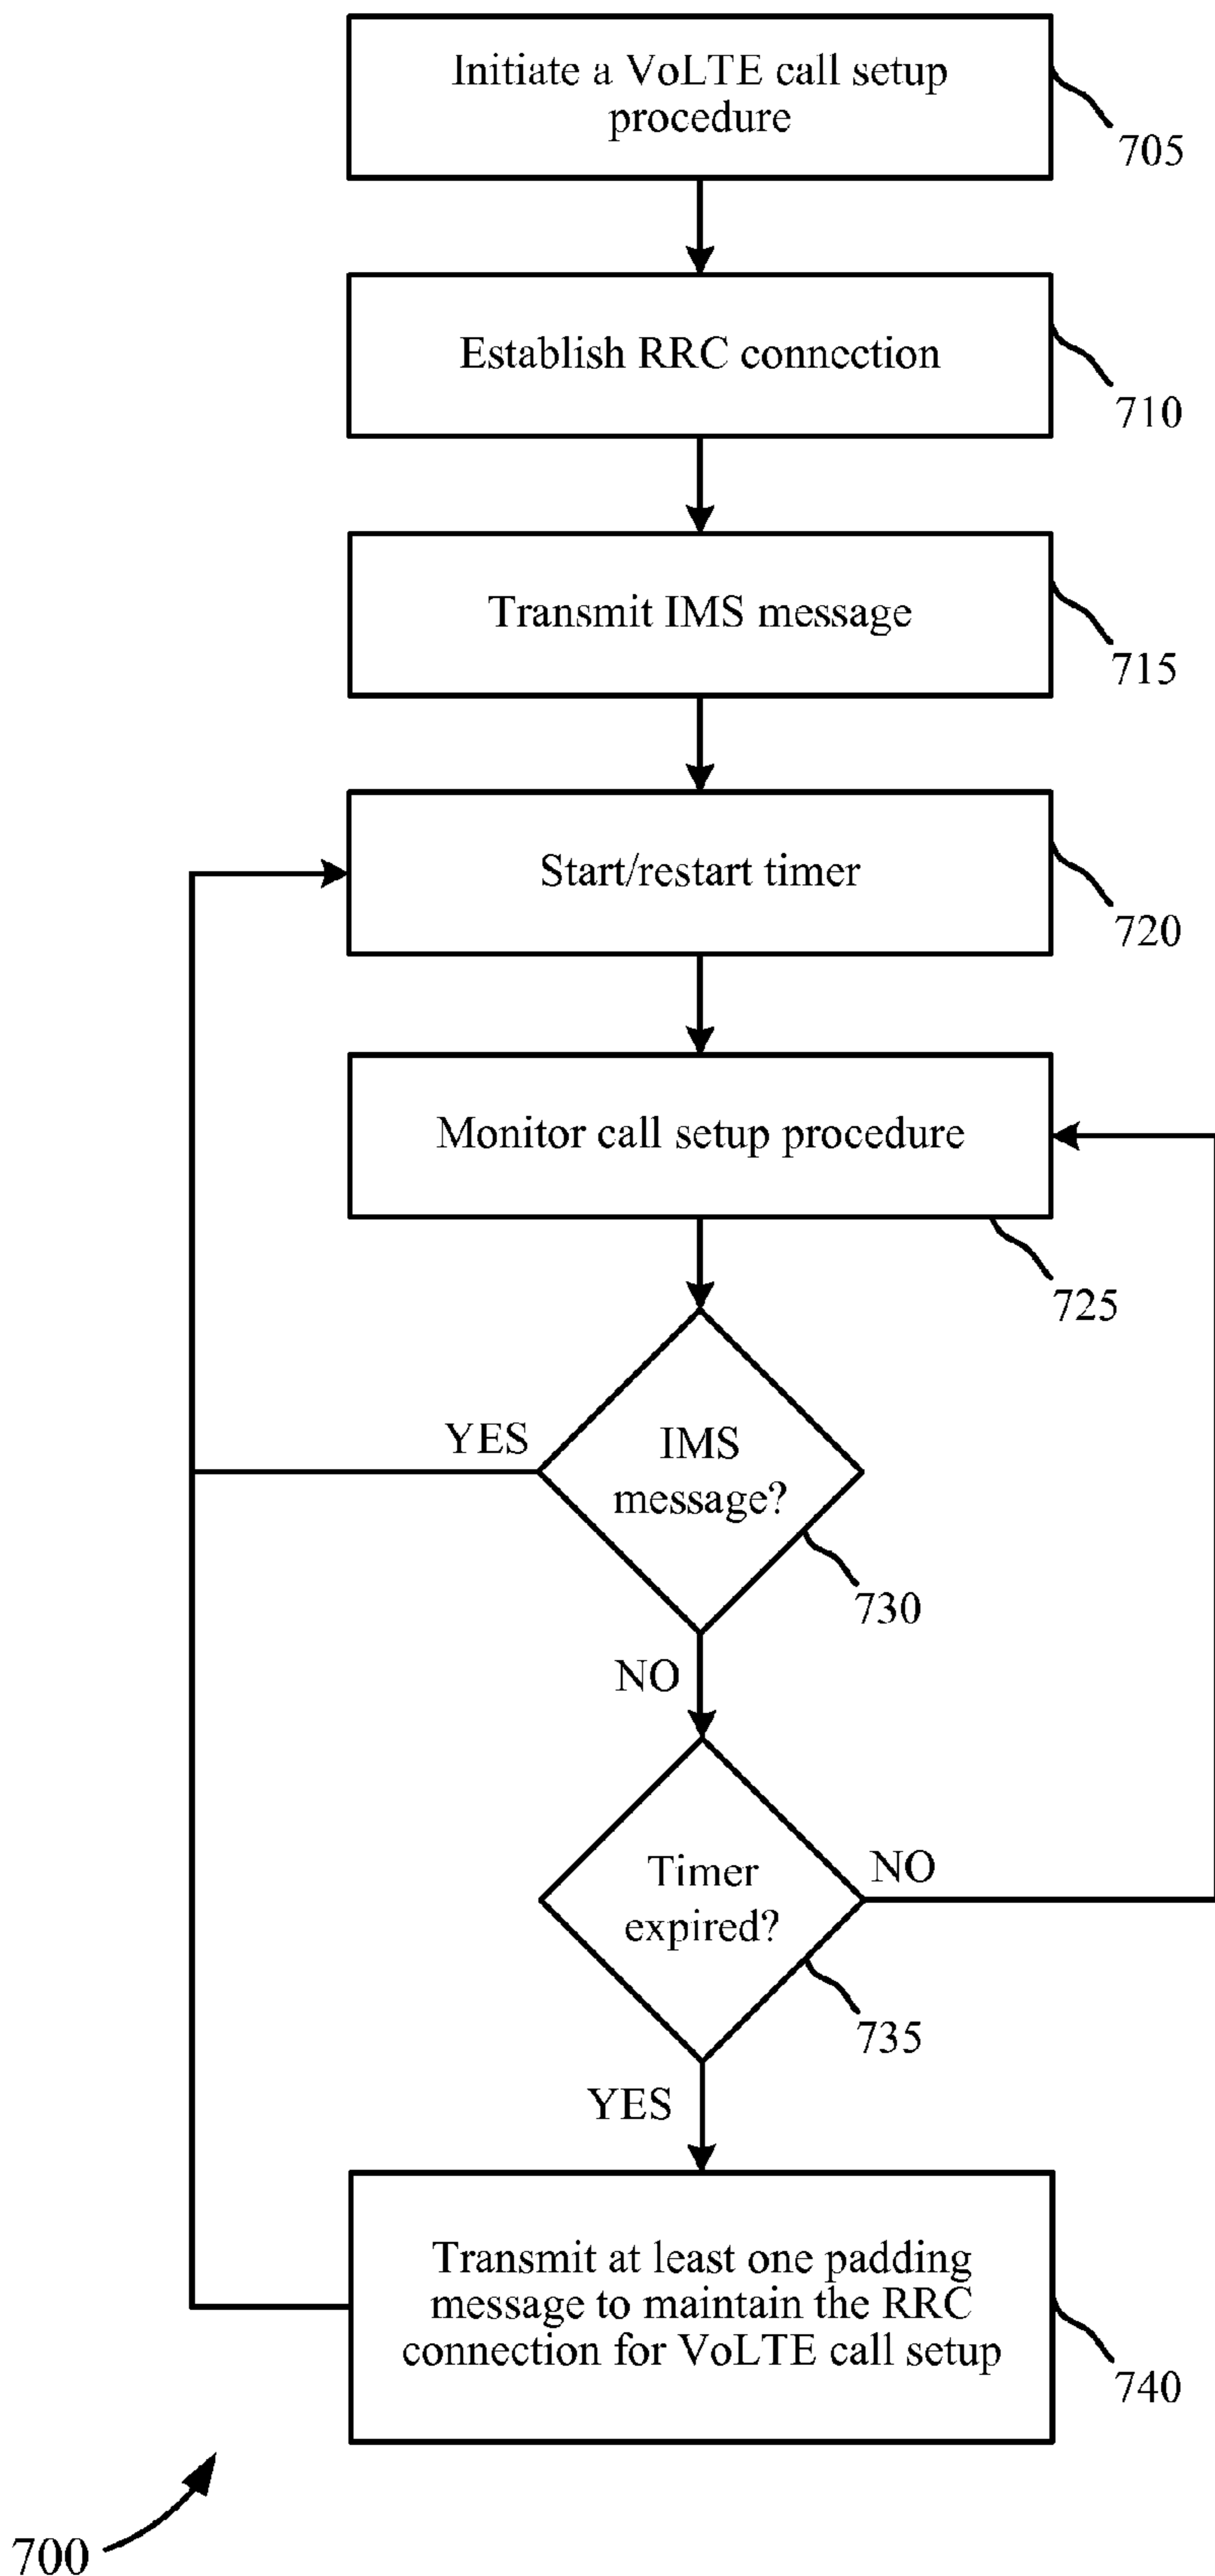 Initiate a VoLTE call setup
procedure
705
Establish RRC connection
710
Transmit IMS message
715
Start/restart timer
720
Monitor call setup procedure
725
YES
IMS
message?
730
NO
Timer
expired?
NO
735
YES
Transmit at least one padding
message to maintain the RRC
connection for VoLTE call setup
740
700